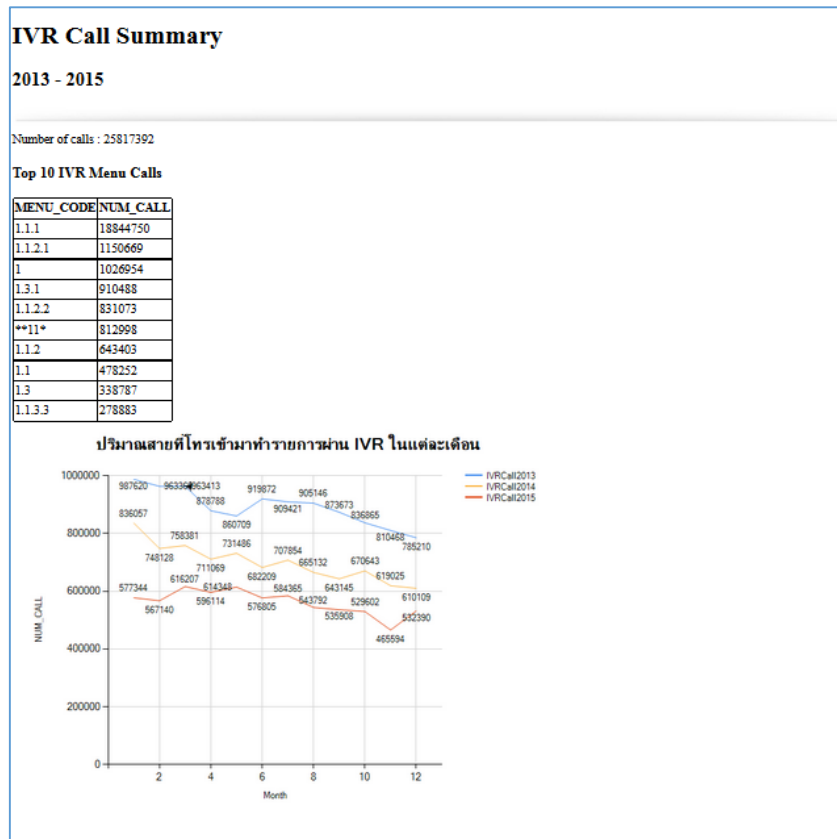 IVR Call Summary
2013 - 2015
Number of calls : 25817392
Top 10 IVR Menu Calls
MENU_CODE NUM_CALL
1.1.1 18844750
1.1.2.1 1150669
1 1026954
1.3.1 910488
1.1.2.2 831073
**11* 812998
1.1.2 643403
1.1 478252
1.3 338787
1.1.3.3 278883
ปริมาณสายที่โทรเข้ามาทำรายการผ่าน IVR ในแต่ละเดือน
IVRCall2013
IVRCall2014
IVRCall2015
1000000
800000
600000
400000
200000
0
NUM_CALL
987620 963413 878788 860709 919872 909421 905146 873673 836865 810468 785210
836057 748128 758381 711069 731486 682209 707854 665132 643145 670643 619025 610109
577344 567140 616207 596114 614348 576805 584365 543792 535908 529602 465594 532390
2 4 6 8 10 12
Month